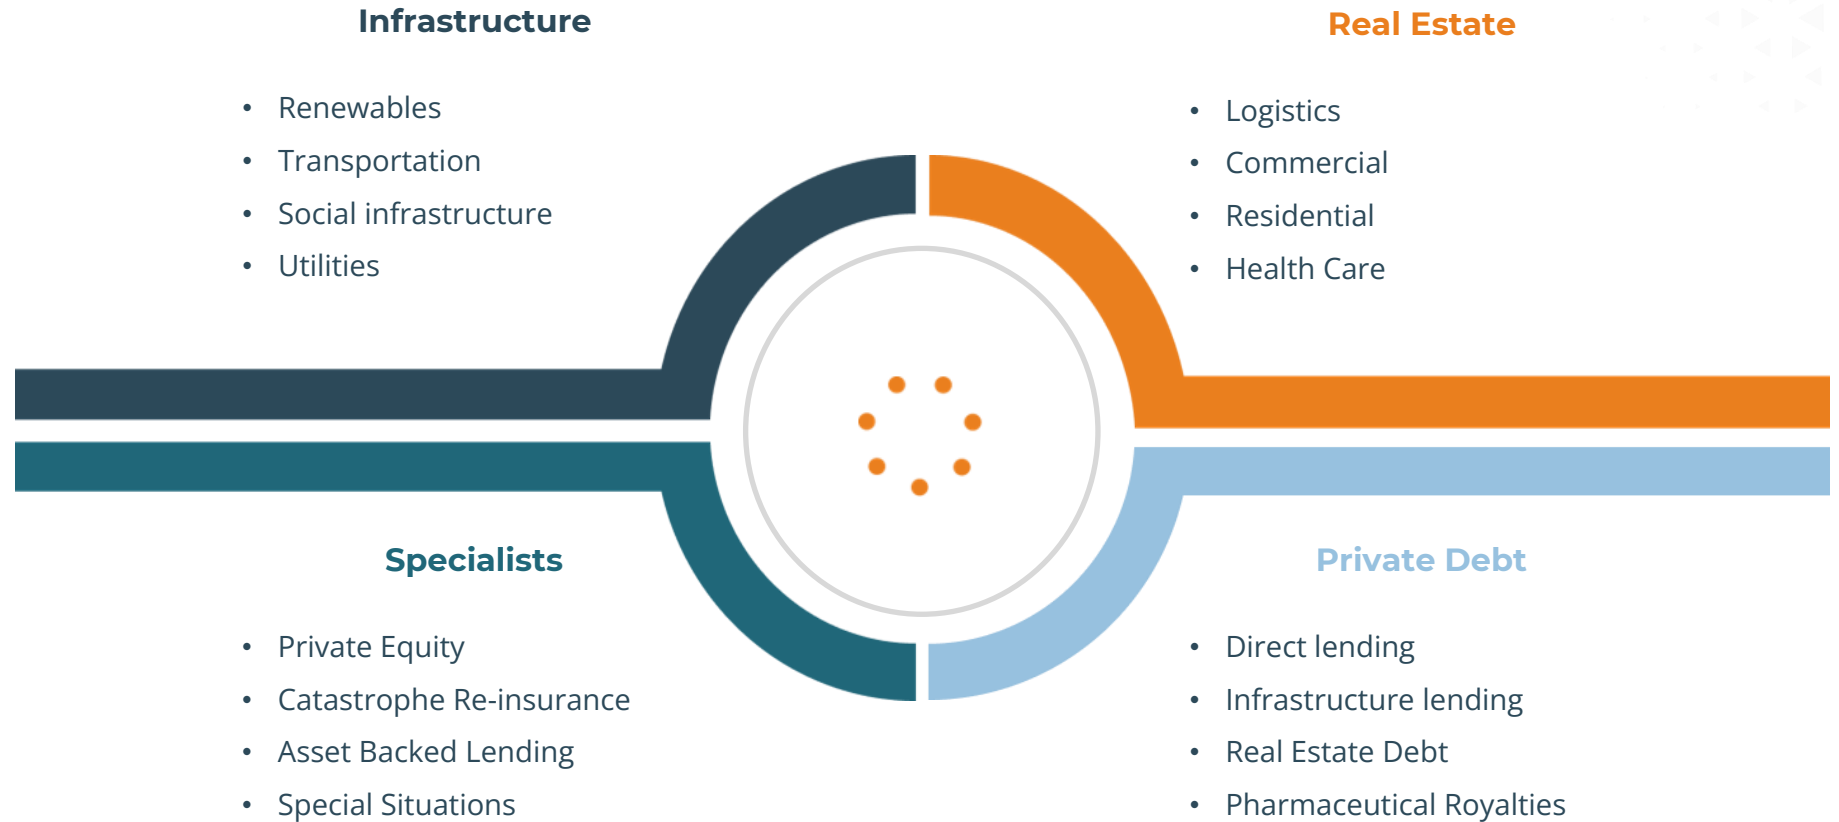 Infrastructure
• Renewables
• Transportation
• Social infrastructure
• Utilities
Real Estate
• Logistics
• Commercial
• Residential
• Health Care
Specialists
• Private Equity
• Catastrophe Re-insurance
• Asset Backed Lending
• Special Situations
Private Debt
• Direct lending
• Infrastructure lending
• Real Estate Debt
• Pharmaceutical Royalties